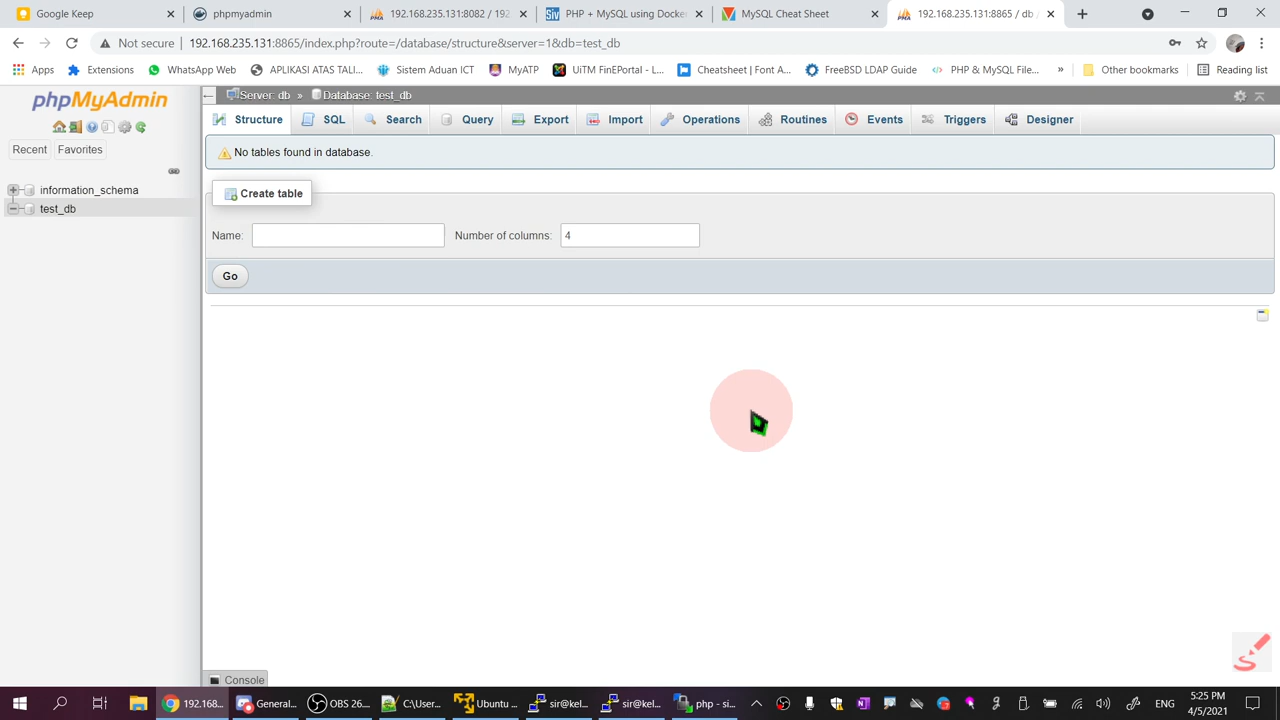 Google Keep
phpmyadmin
192.168.235.131:8082 / 192
PHP + MySQL using Docke
MySQL Cheat Sheet
192.168.235.131:8865 / db /
Not secure
192.168.235.131:8865/index.php?route=/database/structure&server=1&db=test_db
Apps
Extensions
WhatsApp Web
APLIKASI ATAS TALI...
Sistem Aduan ICT
MyATP
UiTM FinEPortal - L...
Cheatsheet | Font A...
FreeBSD LDAP Guide
PHP & MySQL File...
»
Other bookmarks
Reading list
phpMyAdmin
Server: db » Database: test_db
Structure
SQL
Search
Query
Export
Import
Operations
Routines
Events
Triggers
Designer
Recent
Favorites
No tables found in database.
information_schema
test_db
Create table
Name:
Number of columns: 4
Go
Console
192.168...
General...
OBS 26...
C:\User...
Ubuntu ...
sir@kel...
sir@kel...
php - si...
ENG
5:25 PM
4/5/2021